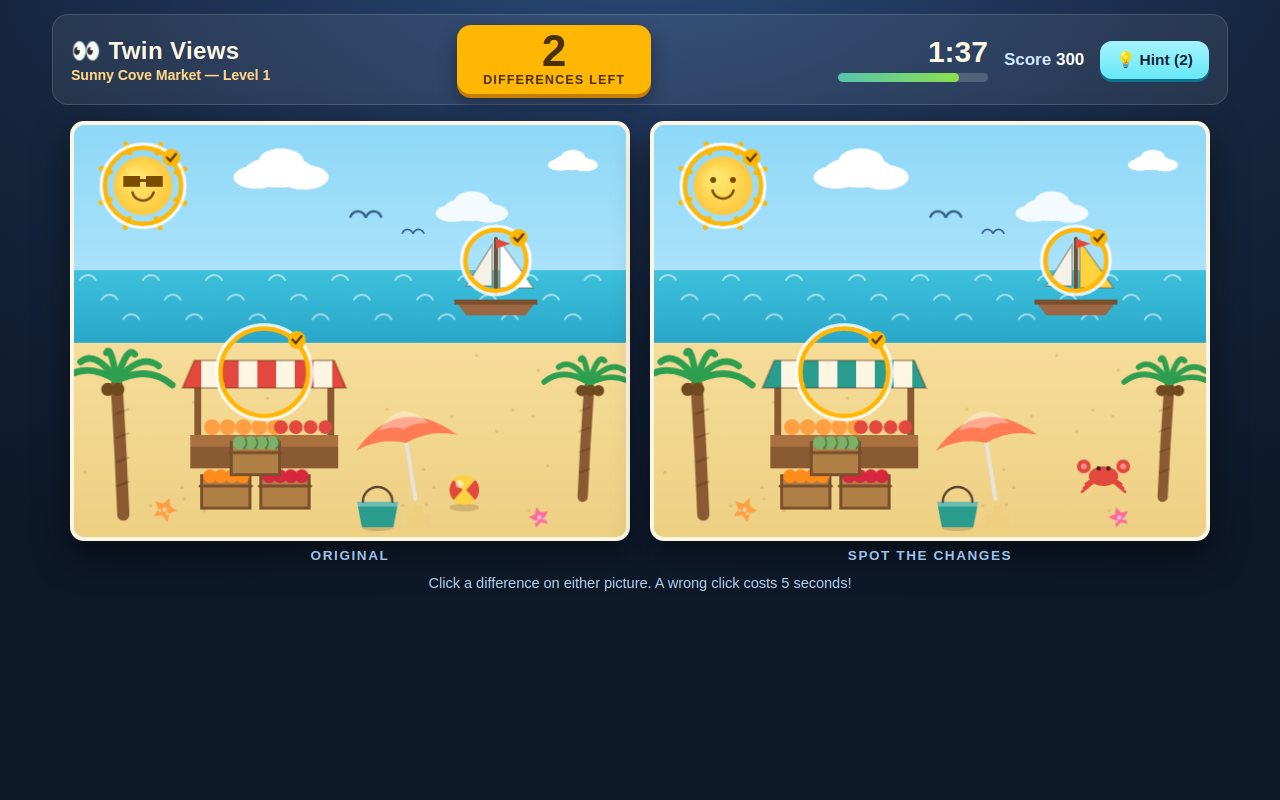 👀 Twin Views
Sunny Cove Market — Level 1
2
DIFFERENCES LEFT
1:37
Score 300
💡 Hint (2)
ORIGINAL
SPOT THE CHANGES
Click a difference on either picture. A wrong click costs 5 seconds!